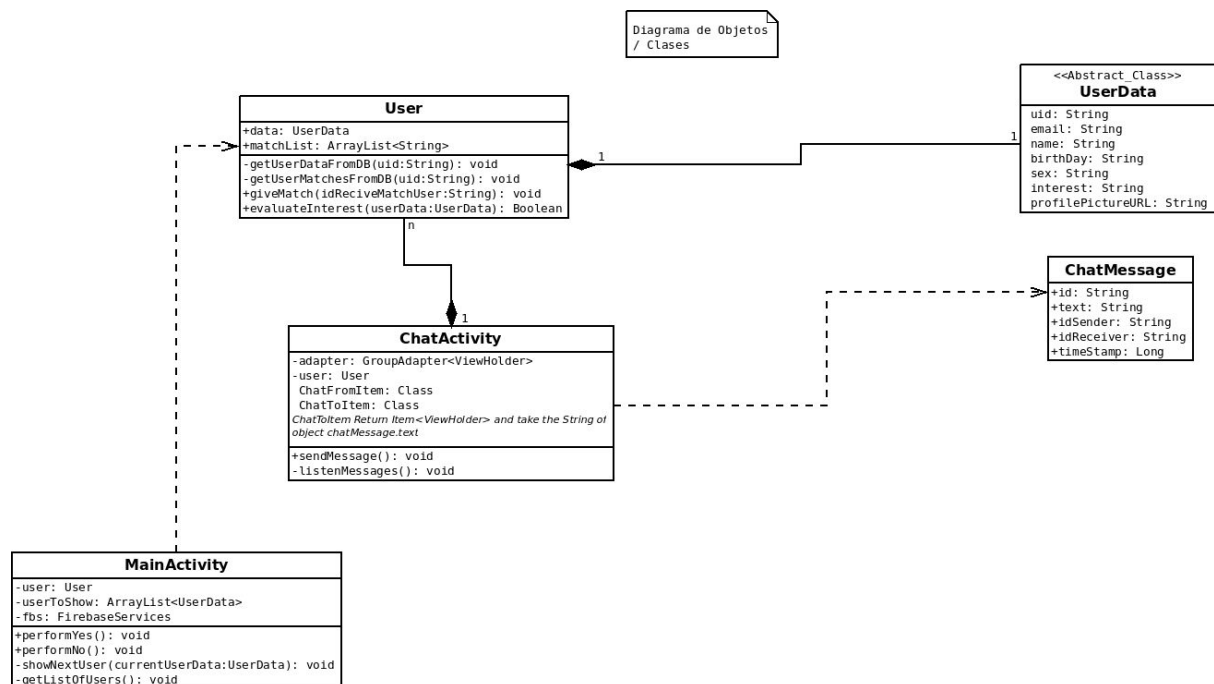 Diagrama de Objetos
/ Clases
<<Abstract_Class>>
UserData
uid: String
email: String
name: String
birthDay: String
sex: String
interest: String
profilePictureURL: String
User
+data: UserData
+matchList: ArrayList<String>
-getUserDataFromDB(uid:String): void
-getUserMatchesFromDB(uid:String): void
+giveMatch(idReciveMatchUser:String): void
+evaluateInterest(userData:UserData): Boolean
1
1
n
1
ChatMessage
+id: String
+text: String
+idSender: String
+idReceiver: String
+timeStamp: Long
ChatActivity
-adapter: GroupAdapter<ViewHolder>
-user: User
ChatFromItem: Class
ChatToItem: Class
ChatToItem Return Item<ViewHolder> and take the String of
object chatMessage.text
+sendMessage(): void
-listenMessages(): void
MainActivity
-user: User
-userToShow: ArrayList<UserData>
-fbs: FirebaseServices
+performYes(): void
+performNo(): void
-showNextUser(currentUserData:UserData): void
-getListOfUsers(): void